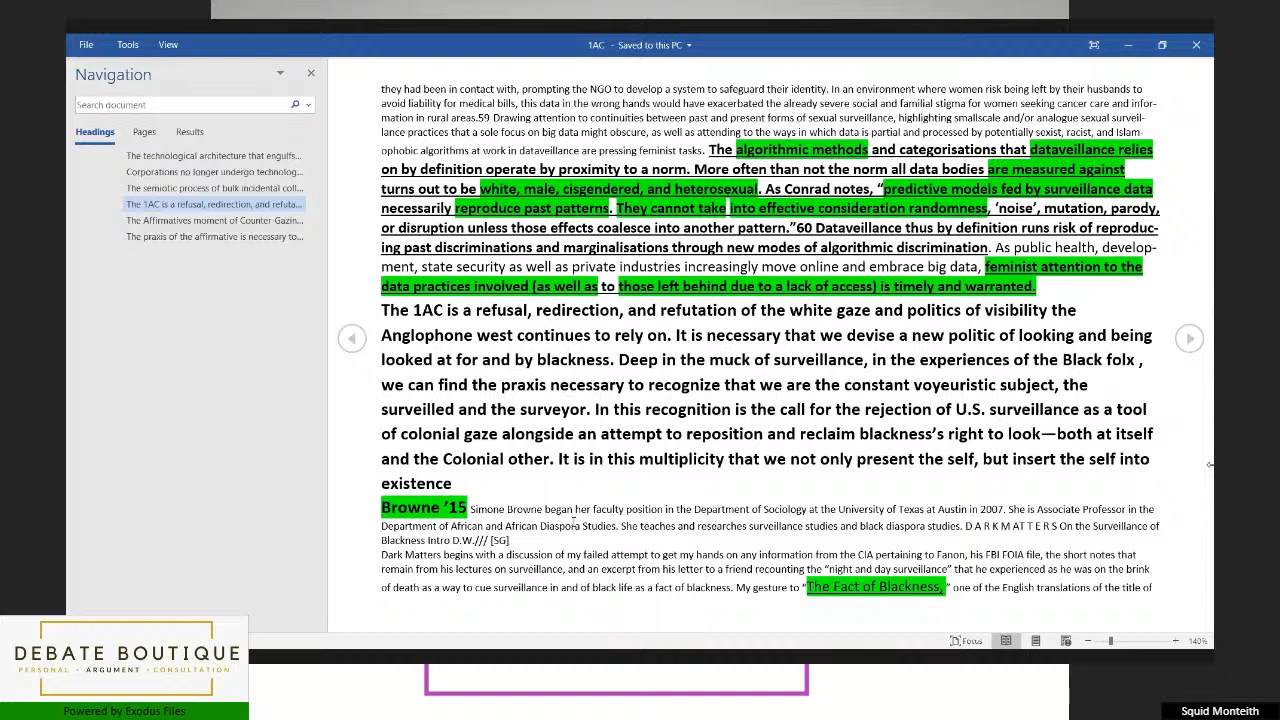 File Tools View 1AC - Saved to this PC
Navigation
Search document
Headings Pages Results
The technological architecture that engulfs...
Corporations no longer undergo technolog...
The semiotic process of bulk incidental coll...
The 1AC is a refusal, redirection, and refuta...
The Affirmatives moment of Counter-Gazin...
The praxis of the affirmative is necessary to...
they had been in contact with, prompting the NGO to develop a system to safeguard their identity. In an environment where women risk being left by their husbands to
avoid liability for medical bills, this data in the wrong hands would have exacerbated the already severe social and familial stigma for women seeking cancer care and infor-
mation in rural areas.59 Drawing attention to continuities between past and present forms of sexual surveillance, highlighting smallscale and/or analogue sexual surveil-
lance practices that a sole focus on big data might obscure, as well as attending to the ways in which data is partial and processed by potentially sexist, racist, and Islam-
ophobic algorithms at work in dataveillance are pressing feminist tasks. The algorithmic methods and categorisations that dataveillance relies
on by definition operate by proximity to a norm. More often than not the norm all data bodies are measured against
turns out to be white, male, cisgendered, and heterosexual. As Conrad notes, “predictive models fed by surveillance data
necessarily reproduce past patterns. They cannot take into effective consideration randomness, ‘noise’, mutation, parody,
or disruption unless those effects coalesce into another pattern.”60 Dataveillance thus by definition runs risk of reproduc-
ing past discriminations and marginalisations through new modes of algorithmic discrimination. As public health, develop-
ment, state security as well as private industries increasingly move online and embrace big data, feminist attention to the
data practices involved (as well as to those left behind due to a lack of access) is timely and warranted.
The 1AC is a refusal, redirection, and refutation of the white gaze and politics of visibility the
Anglophone west continues to rely on. It is necessary that we devise a new politic of looking and being
looked at for and by blackness. Deep in the muck of surveillance, in the experiences of the Black folx ,
we can find the praxis necessary to recognize that we are the constant voyeuristic subject, the
surveilled and the surveyor. In this recognition is the call for the rejection of U.S. surveillance as a tool
of colonial gaze alongside an attempt to reposition and reclaim blackness’s right to look—both at itself
and the Colonial other. It is in this multiplicity that we not only present the self, but insert the self into
existence
Browne ’15 Simone Browne began her faculty position in the Department of Sociology at the University of Texas at Austin in 2007. She is Associate Professor in the
Department of African and African Diaspora Studies. She teaches and researches surveillance studies and black diaspora studies. D A R K M AT T E R S On the Surveillance of
Blackness Intro D.W./// [SG]
Dark Matters begins with a discussion of my failed attempt to get my hands on any information from the CIA pertaining to Fanon, his FBI FOIA file, the short notes that
remain from his lectures on surveillance, and an excerpt from his letter to a friend recounting the “night and day surveillance” that he experienced as he was on the brink
of death as a way to cue surveillance in and of black life as a fact of blackness. My gesture to “The Fact of Blackness,” one of the English translations of the title of
Focus 140%
DEBATE BOUTIQUE
PERSONAL • ARGUMENT • CONSULTATION
Powered by Exodus Files
Squid Monteith